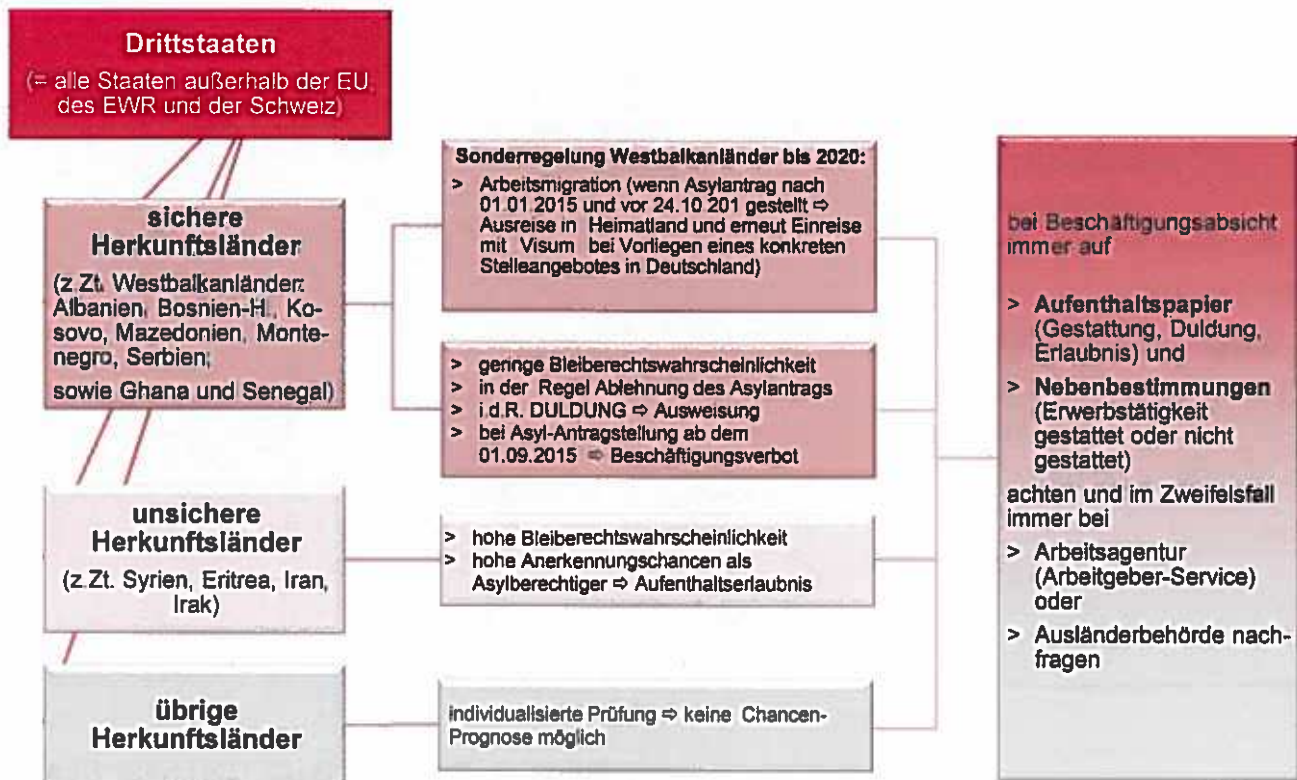 Drittstaaten
(= alle Staaten außerhalb der EU
des EWR und der Schweiz)
sichere
Herkunftsländer
(z.Zt. Westbalkanländer:
Albanien, Bosnien-H., Ko-
sovo, Mazedonien, Monte-
negro, Serbien;
sowie Ghana und Senegal)
Sonderregelung Westbalkanländer bis 2020:
> Arbeitsmigration (wenn Asylantrag nach
01.01.2015 und vor 24.10.201 gestellt ⇨
Ausreise in Heimatland und erneut Einreise
mit Visum bei Vorliegen eines konkreten
Stelleangebotes in Deutschland)
> geringe Bleiberechtswahrscheinlichkeit
> in der Regel Ablehnung des Asylantrags
> i.d.R. DULDUNG ⇨ Ausweisung
> bei Asyl-Antragstellung ab dem
01.09.2015 ⇨ Beschäftigungsverbot
unsichere
Herkunftsländer
(z.Zt. Syrien, Eritrea, Iran,
Irak)
> hohe Bleiberechtswahrscheinlichkeit
> hohe Anerkennungschancen als
Asylberechtiger ⇨ Aufenthaltserlaubnis
übrige
Herkunftsländer
individualisierte Prüfung ⇨ keine Chancen-
Prognose möglich
bei Beschäftigungsabsicht
immer auf
> Aufenthaltspapier
(Gestattung, Duldung,
Erlaubnis) und
> Nebenbestimmungen
(Erwerbstätigkeit
gestattet oder nicht
gestattet)
achten und im Zweifelsfall
immer bei
> Arbeitsagentur
(Arbeitgeber-Service)
oder
> Ausländerbehörde nach-
fragen